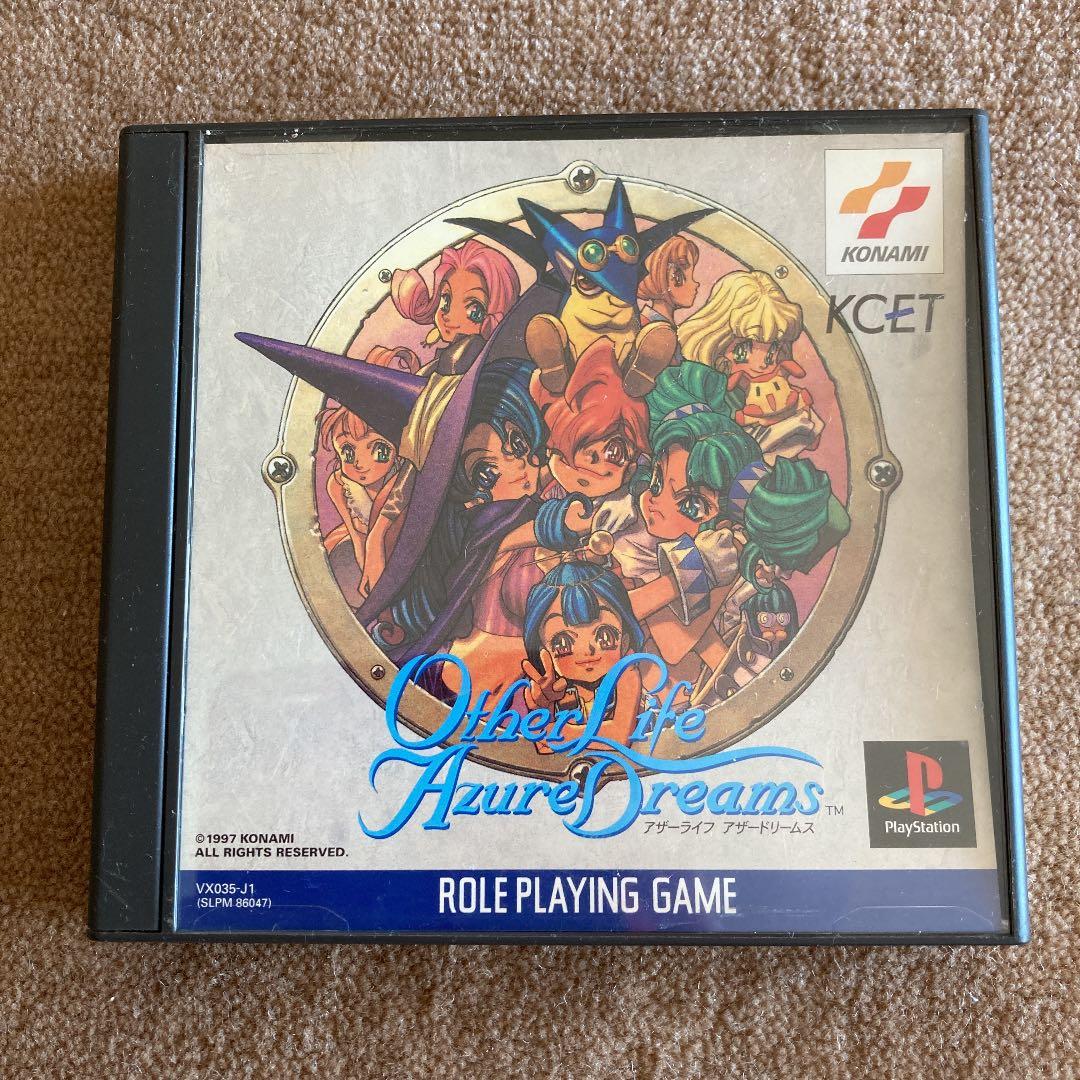 KONAMI
KCET
Other Life
Azure Dreams TM
アザーライフ アザードリームス
PlayStation
©1997 KONAMI
ALL RIGHTS RESERVED.
VX035-J1
(SLPM 86047)
ROLE PLAYING GAME